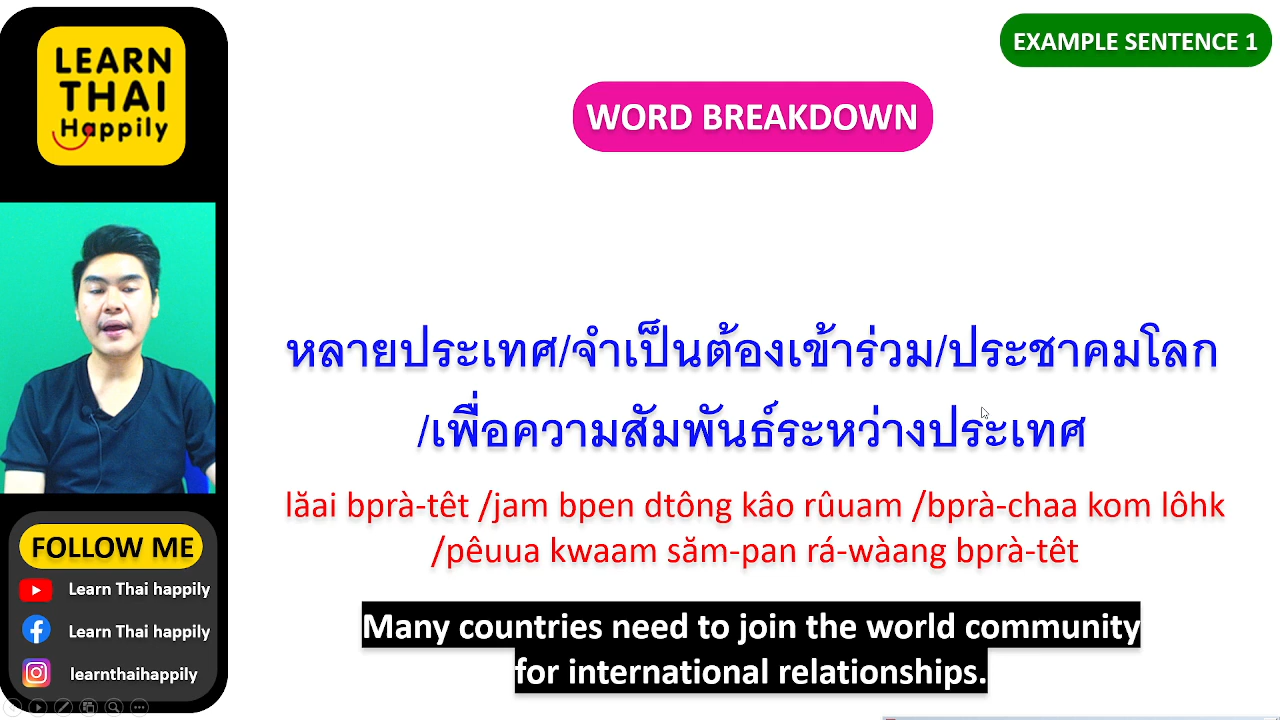 LEARN
THAI
Happily
EXAMPLE SENTENCE 1
WORD BREAKDOWN
หลายประเทศ/จำเป็นต้องเข้าร่วม/ประชาคมโลก
/เพื่อความสัมพันธ์ระหว่างประเทศ
lăai bprà-têt /jam bpen dtông kâo rûuam /bprà-chaa kom lôhk
/pêuua kwaam săm-pan rá-wàang bprà-têt
Many countries need to join the world community
for international relationships.
FOLLOW ME
Learn Thai happily
Learn Thai happily
learnthaihappily